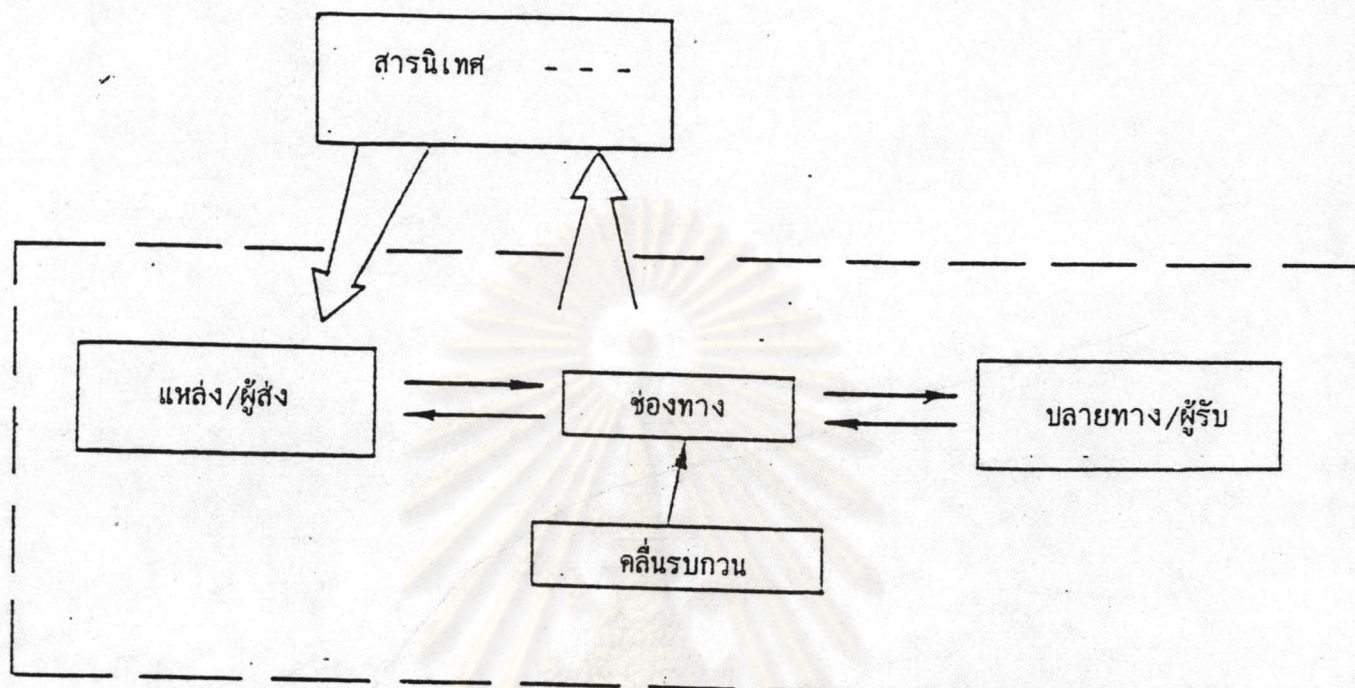 สารนิเทศ - - -
แหล่ง/ผู้ส่ง
ช่องทาง
ปลายทาง/ผู้รับ
คลื่นรบกวน